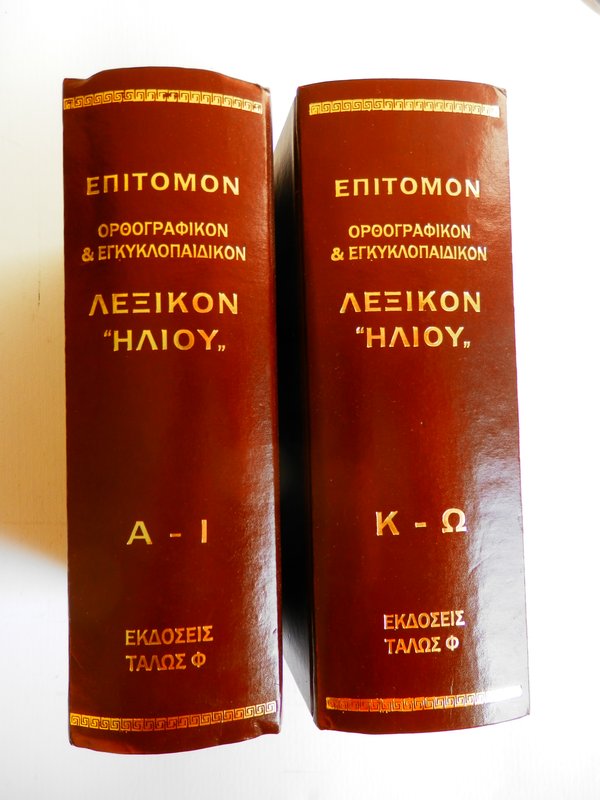 ΕΠΙΤΟΜΟΝ
ΟΡΘΟΓΡΑΦΙΚΟΝ
& ΕΓΚΥΚΛΟΠΑΙΔΙΚΟΝ
ΛΕΞΙΚΟΝ
“ΗΛΙΟΥ„
Α - Ι
ΕΚΔΟΣΕΙΣ
ΤΑΛΩΣ Φ
ΕΠΙΤΟΜΟΝ
ΟΡΘΟΓΡΑΦΙΚΟΝ
& ΕΓΚΥΚΛΟΠΑΙΔΙΚΟΝ
ΛΕΞΙΚΟΝ
“ΗΛΙΟΥ„
Κ - Ω
ΕΚΔΟΣΕΙΣ
ΤΑΛΩΣ Φ